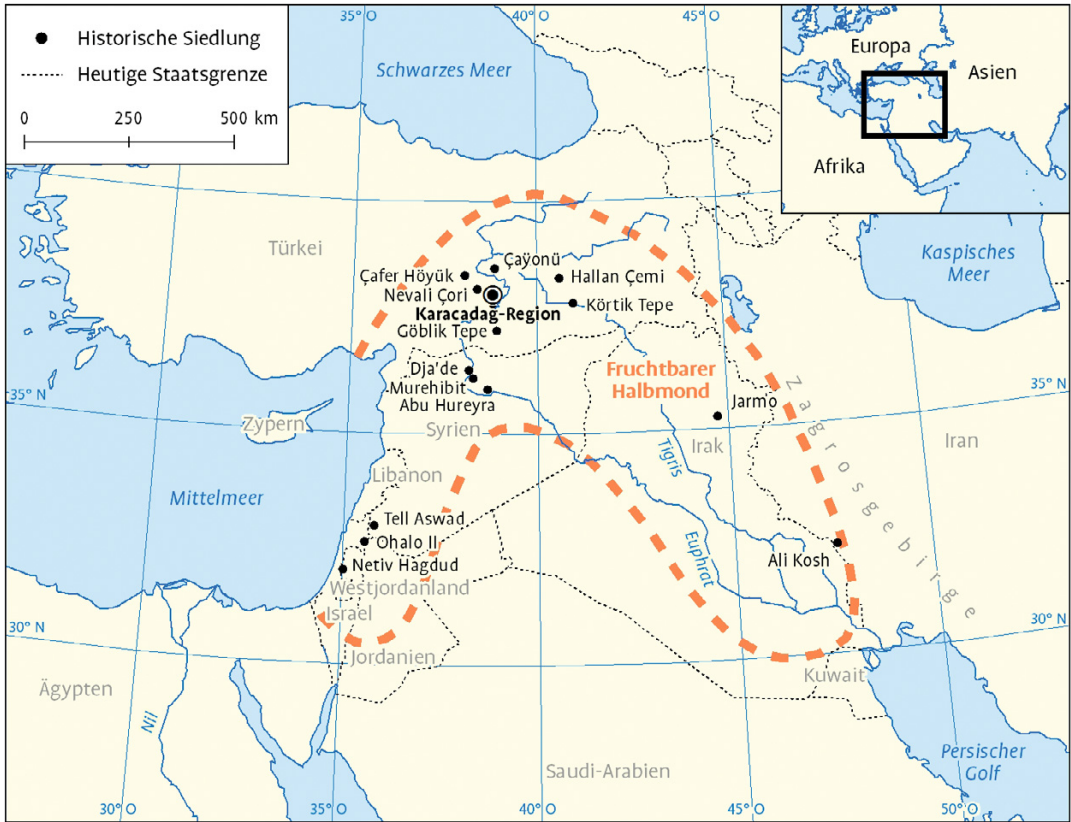 Historische Siedlung
Heutige Staatsgrenze
0 250 500 km
35° O
40° O
45° O
Schwarzes Meer
Europa
Asien
Afrika
Türkei
Kaspisches
Meer
Çaÿonü
Çafer Höyük
Hallan Çemi
Nevali Çori
Körtik Tepe
Karacadag-Region
Göblik Tepe
Dja'de
Murehibit
Abu Hureyra
Fruchtbarer
Halbmond
Jarmo
Zagrosgebirge
35° N
35° N
Zypern
Syrien
Irak
Iran
Tigris
Libanon
Mittelmeer
Tell Aswad
Ohalo II
Netiv Hagdud
Euphrat
Ali Kosh
Westjordanland
Israel
30° N
30° N
Jordanien
Kuwait
Ägypten
Nil
Saudi-Arabien
Persischer
Golf
30° O
35° O
40° O
45° O
50° O